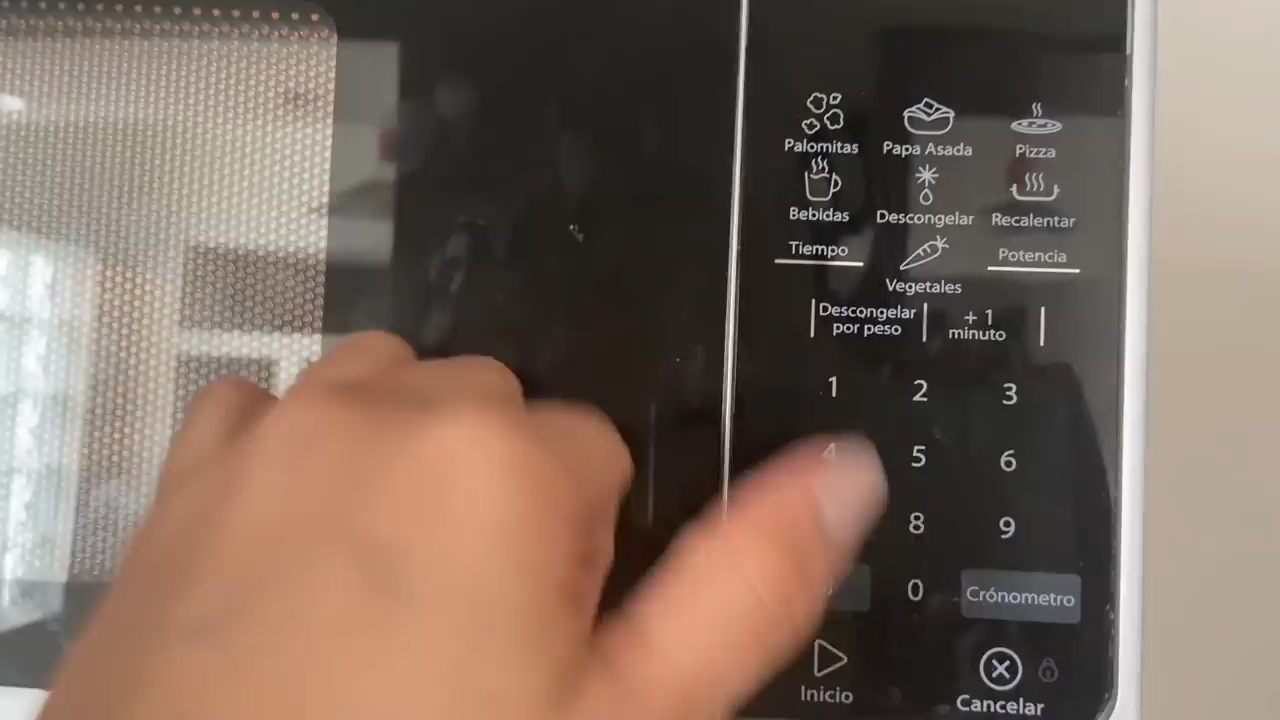 Palomitas Papa Asada Pizza
Bebidas Descongelar Recalentar
Tiempo Vegetales Potencia
Descongelar por peso
+ 1 minuto
1 2 3
4 5 6
8 9
0 Crónometro
Inicio Cancelar